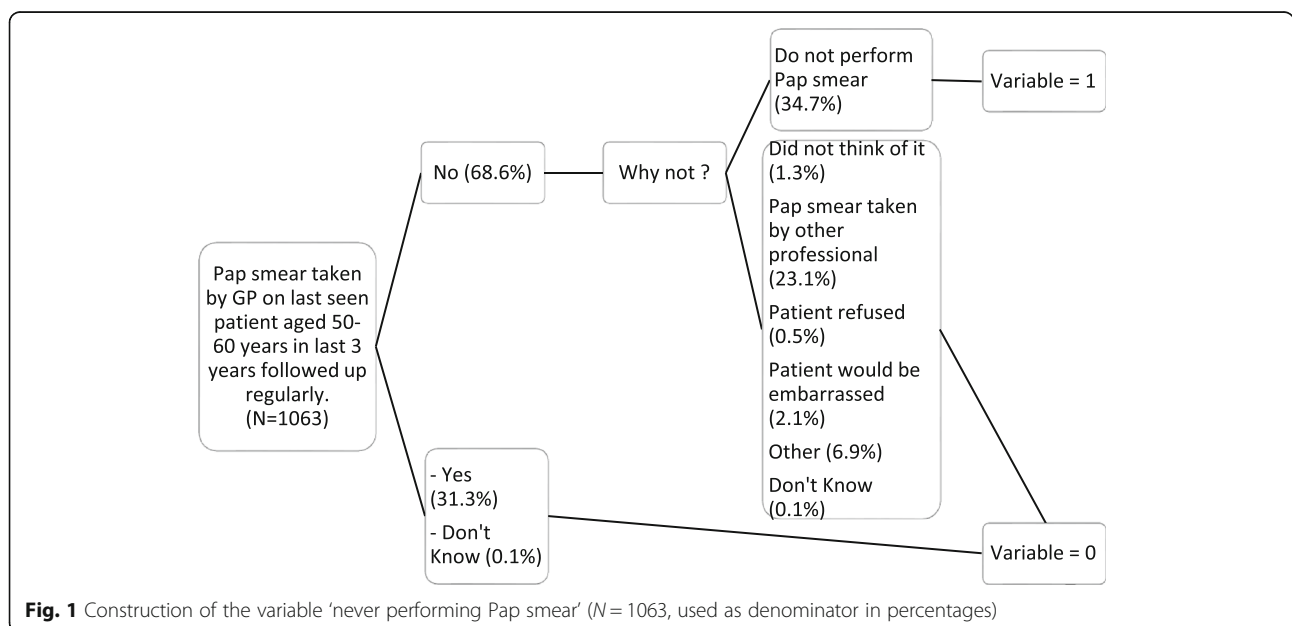 Pap smear taken
by GP on last seen
patient aged 50-
60 years in last 3
years followed up
regularly.
(N=1063)
No (68.6%)
Why not ?
Do not perform
Pap smear
(34.7%)
Variable = 1
Did not think of it
(1.3%)
Pap smear taken
by other
professional
(23.1%)
Patient refused
(0.5%)
Patient would be
embarrassed
(2.1%)
Other (6.9%)
Don't Know
(0.1%)
- Yes
(31.3%)
- Don't
Know (0.1%)
Variable = 0
Fig. 1 Construction of the variable ‘never performing Pap smear’ (N = 1063, used as denominator in percentages)